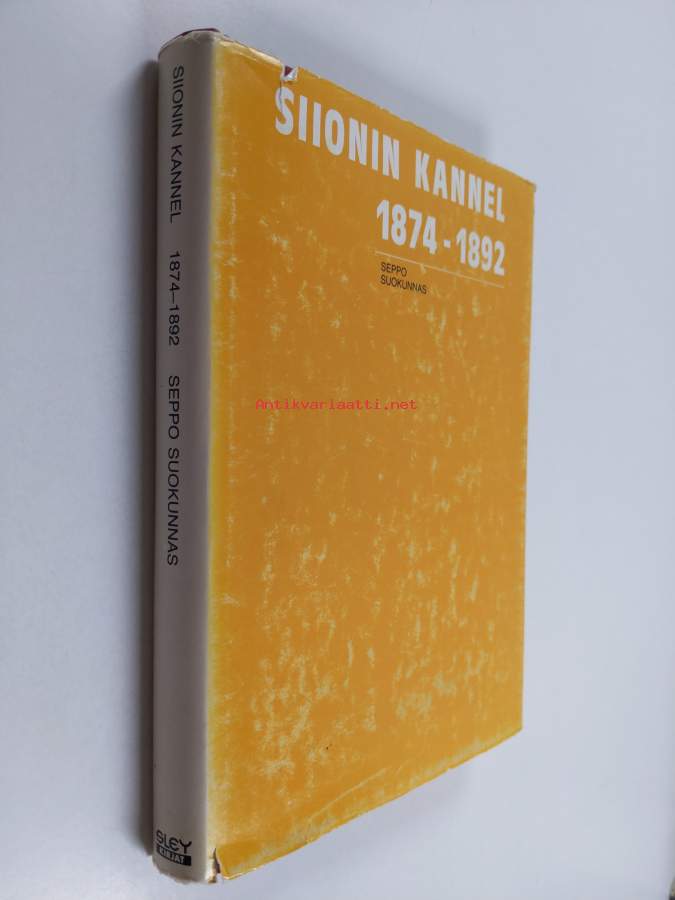 SIIONIN KANNEL
1874 - 1892
SEPPO
SUOKUNNAS
SIIONIN KANNEL 1874–1892 SEPPO SUOKUNNAS
SLEY
KIRJAT
Antikvariaatti.net